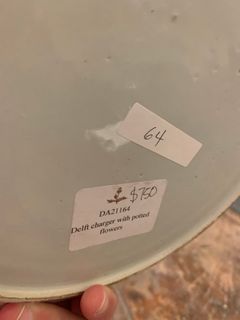 64
$750
DA21164
Delft charger with potted
flowers